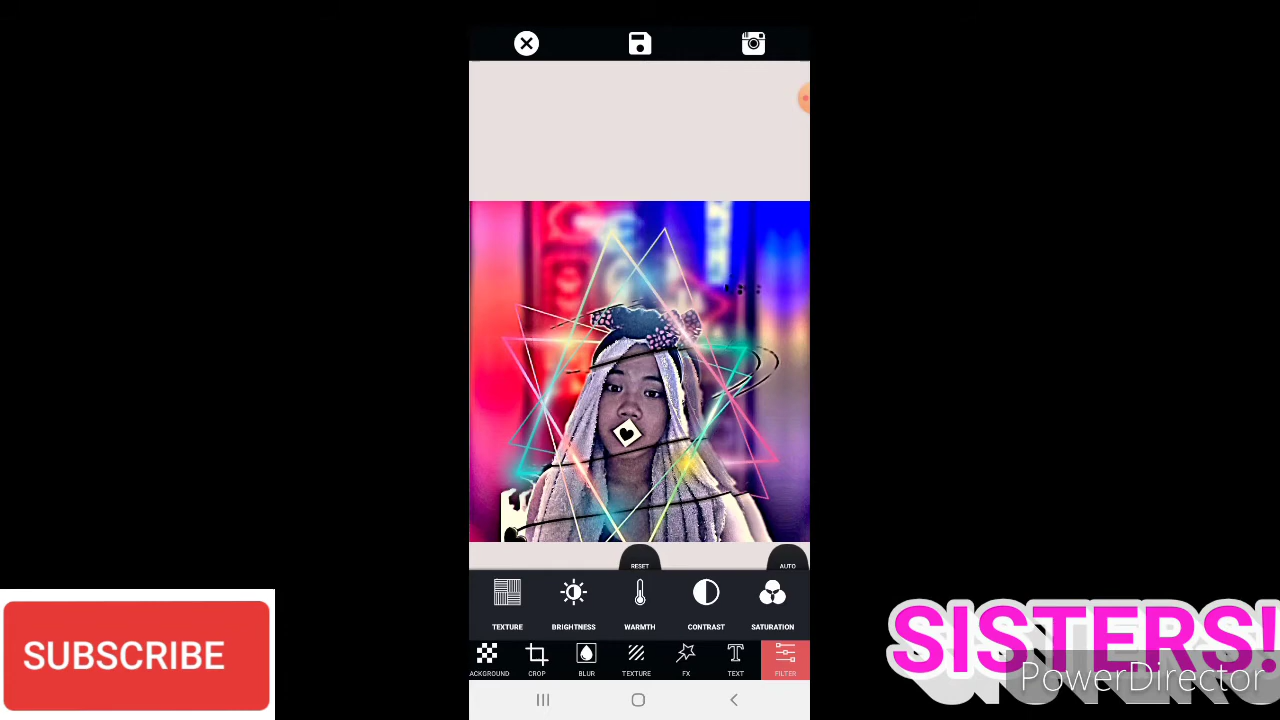 RESET
AUTO
TEXTURE
BRIGHTNESS
WARMTH
CONTRAST
SATURATION
ACKGROUND
CROP
BLUR
TEXTURE
FX
TEXT
FILTER
SUBSCRIBE
SISTERS!
PowerDirector